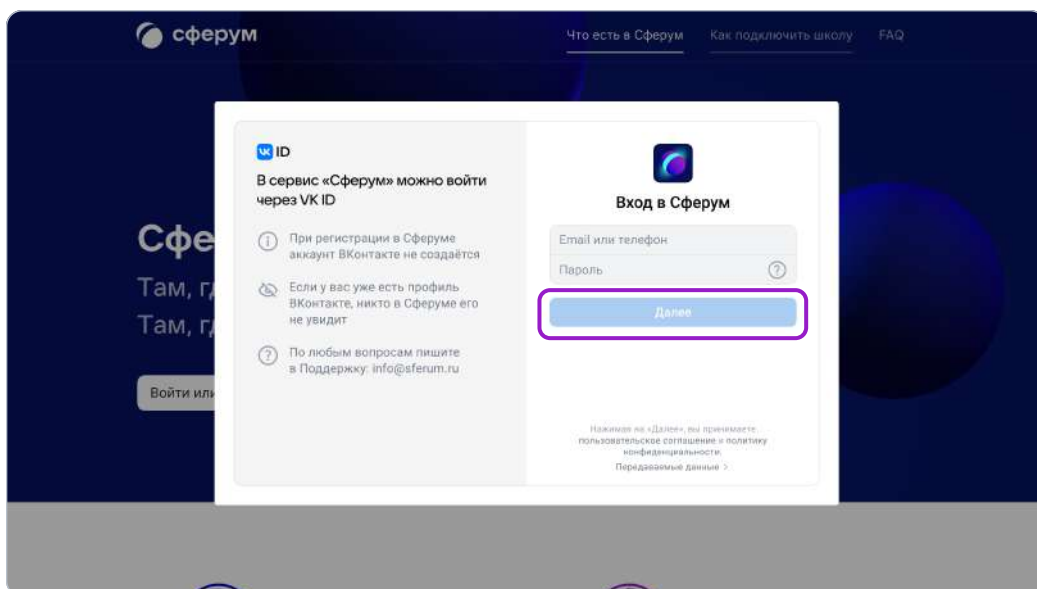 сферум
Что есть в Сферум
Как подключить школу
FAQ
Сфе
Там, г
Там, г
Войти или
VK ID
В сервис «Сферум» можно войти
через VK ID
При регистрации в Сферуме
аккаунт ВКонтакте не создаётся
Если у вас уже есть профиль
ВКонтакте, никто в Сферуме его
не увидит
По любым вопросам пишите
в Поддержку: info@sferum.ru
Вход в Сферум
Email или телефон
Пароль
Далее
Нажимая на «Далее», вы принимаете
пользовательское соглашение и политику
конфиденциальности.
Передаваемые данные >